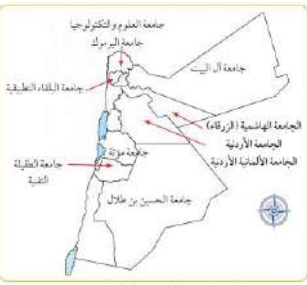 جامعة العلوم والتكنولوجيا
جامعة اليرموك
جامعة آل البيت
جامعة البلقاء التطبيقية
الجامعة الهاشمية (الزرقاء)
الجامعة الأردنية
الجامعة الألمانية الأردنية
جامعة مؤتة
جامعة الطفيلة
التقنية
جامعة الحسين بن طلال